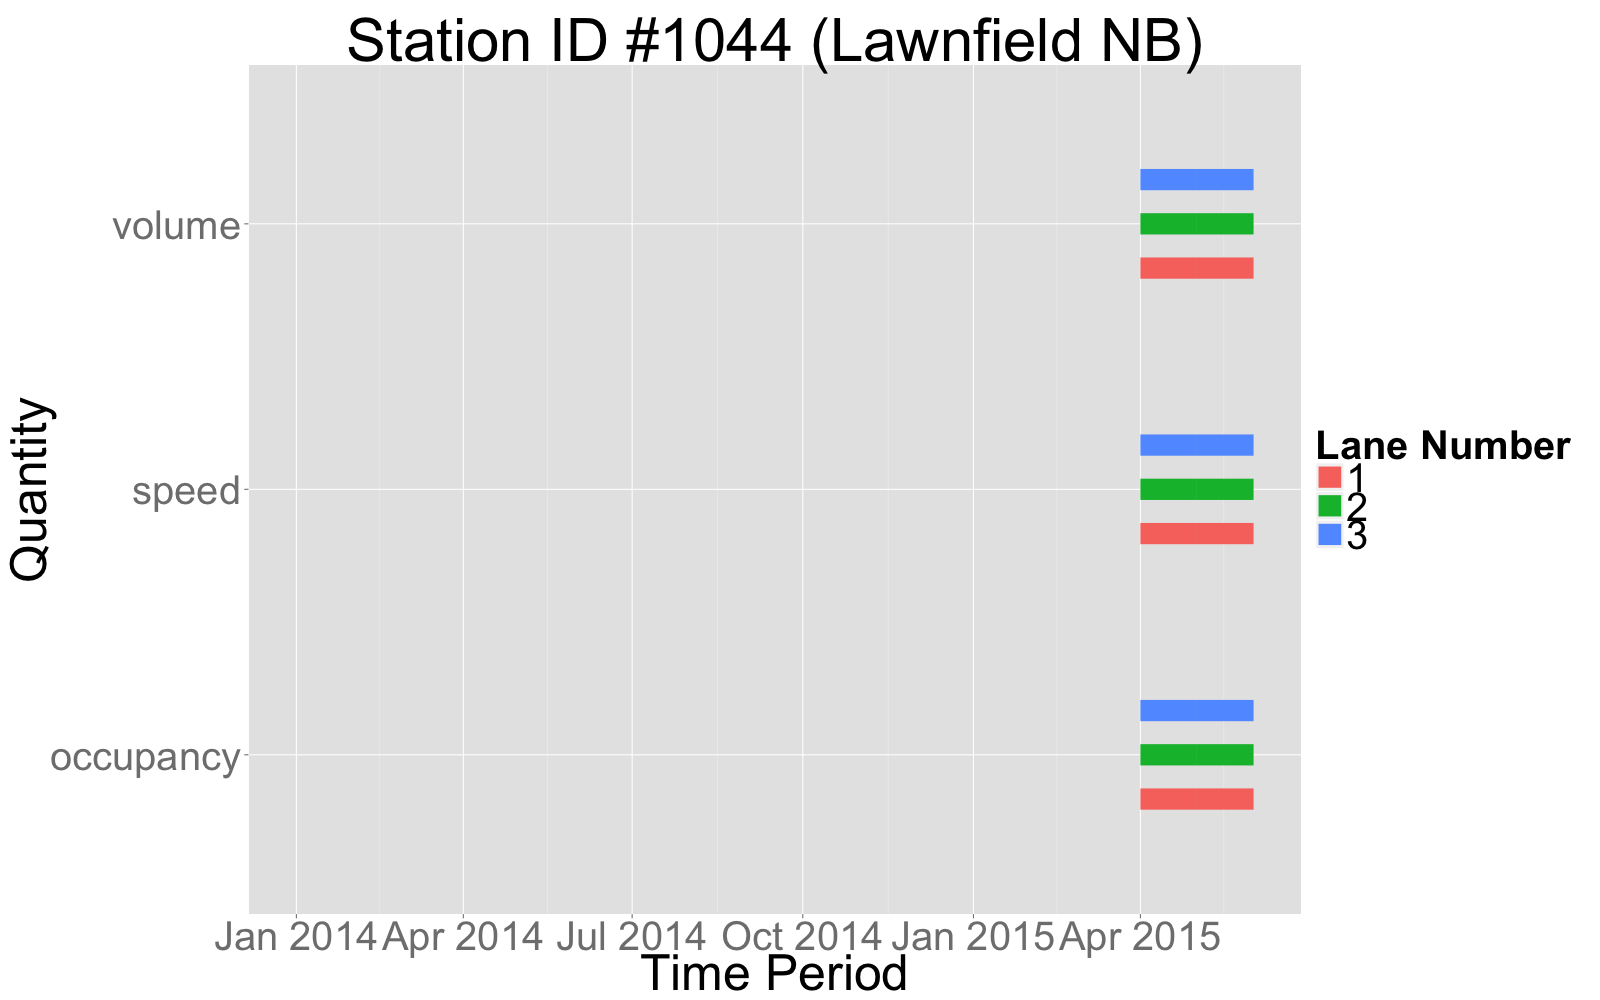 Station ID #1044 (Lawnfield NB)
volume
speed
occupancy
Quantity
Jan 2014 Apr 2014 Jul 2014 Oct 2014 Jan 2015 Apr 2015
Time Period
Lane Number
1
2
3